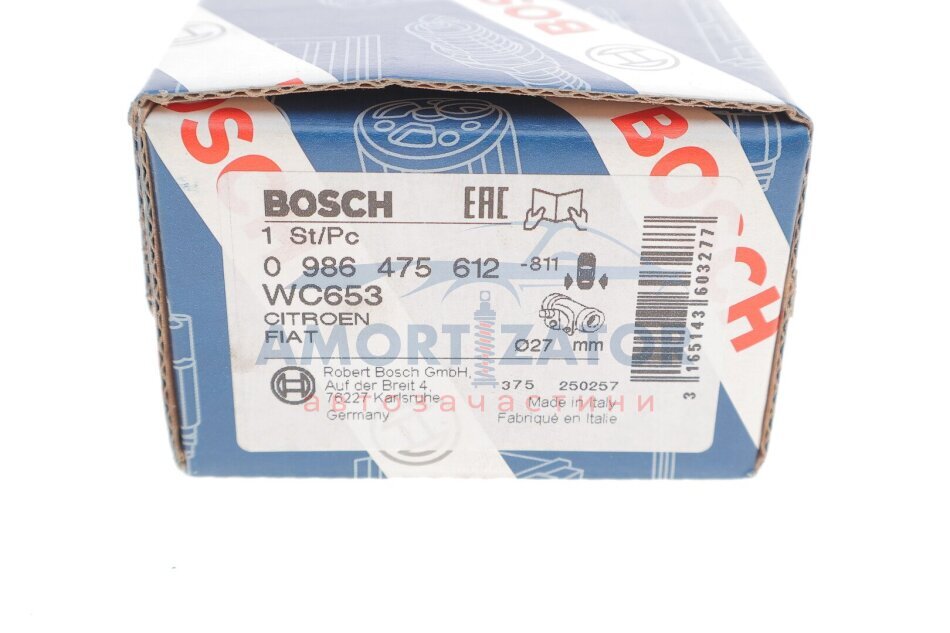 BOSCH
BOSCH
BOSCH EAC
1 St/Pc
0 986 475 612 -811
WC653
CITROEN
FIAT
Ø27 mm
AMORTIZATOR
автозачастини
Robert Bosch GmbH,
Auf der Breit 4,
76227 Karlsruhe
Germany
375 250257
Made in Italy
Fabriqué en Italie
3 165143 603277